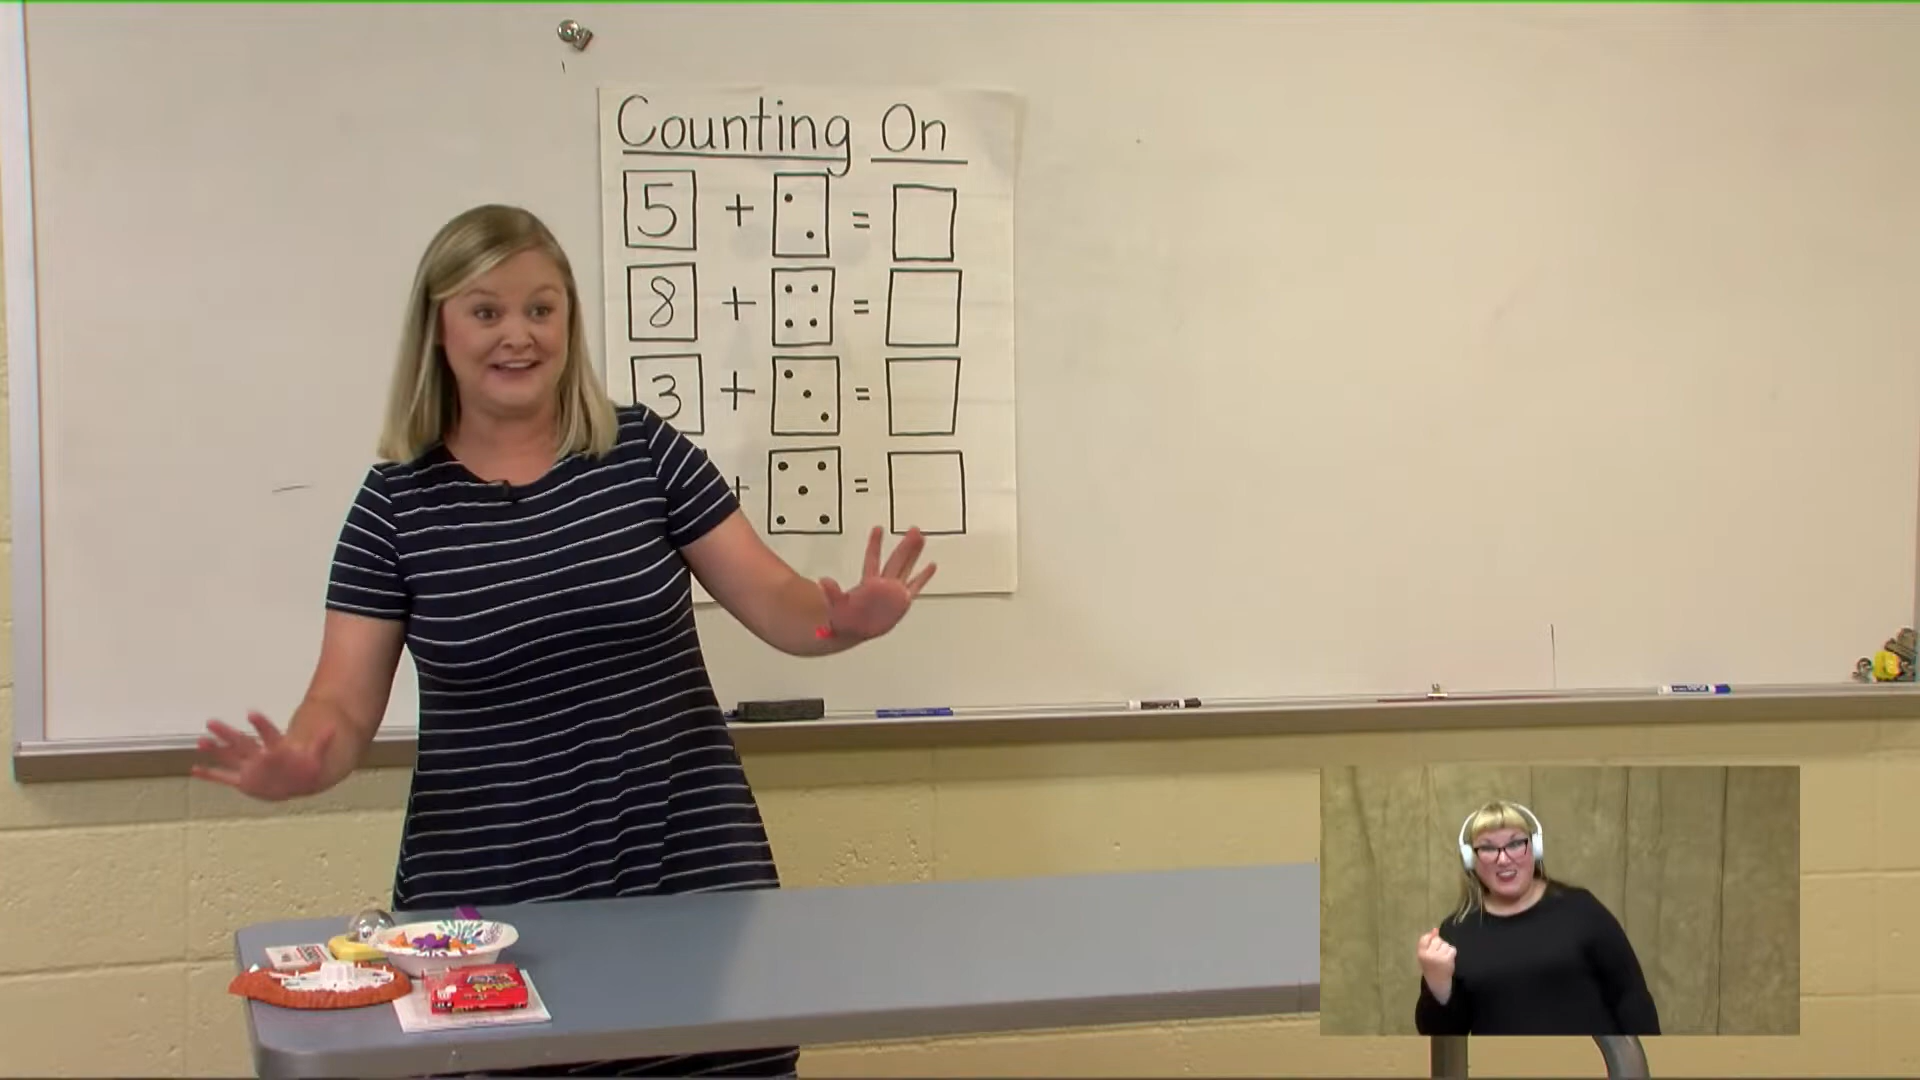 Counting On
5 + =
8 + =
3 + =
+ =